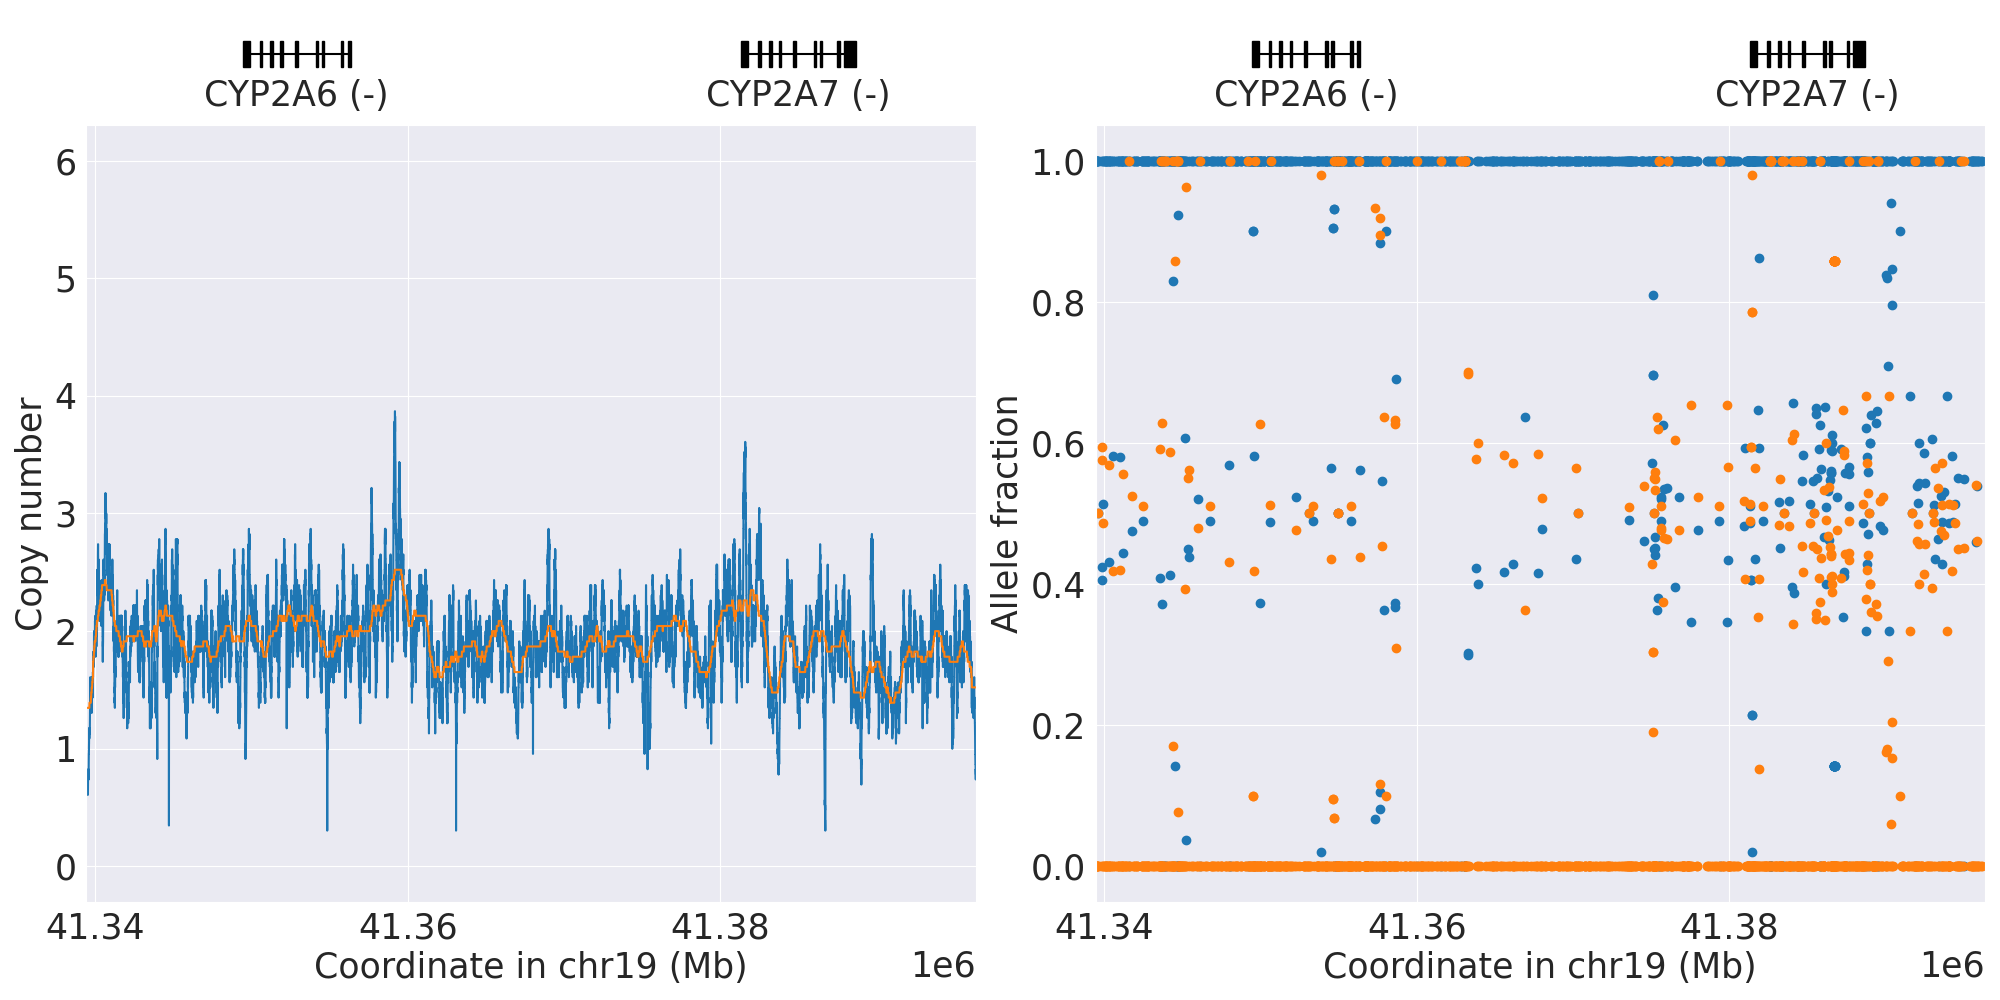 CYP2A6 (-) CYP2A7 (-) CYP2A6 (-) CYP2A7 (-)
6
5
4
3
2
1
0
Copy number
41.34 41.36 41.38
Coordinate in chr19 (Mb) 1e6
1.0
0.8
0.6
0.4
0.2
0.0
Allele fraction
41.34 41.36 41.38
Coordinate in chr19 (Mb) 1e6